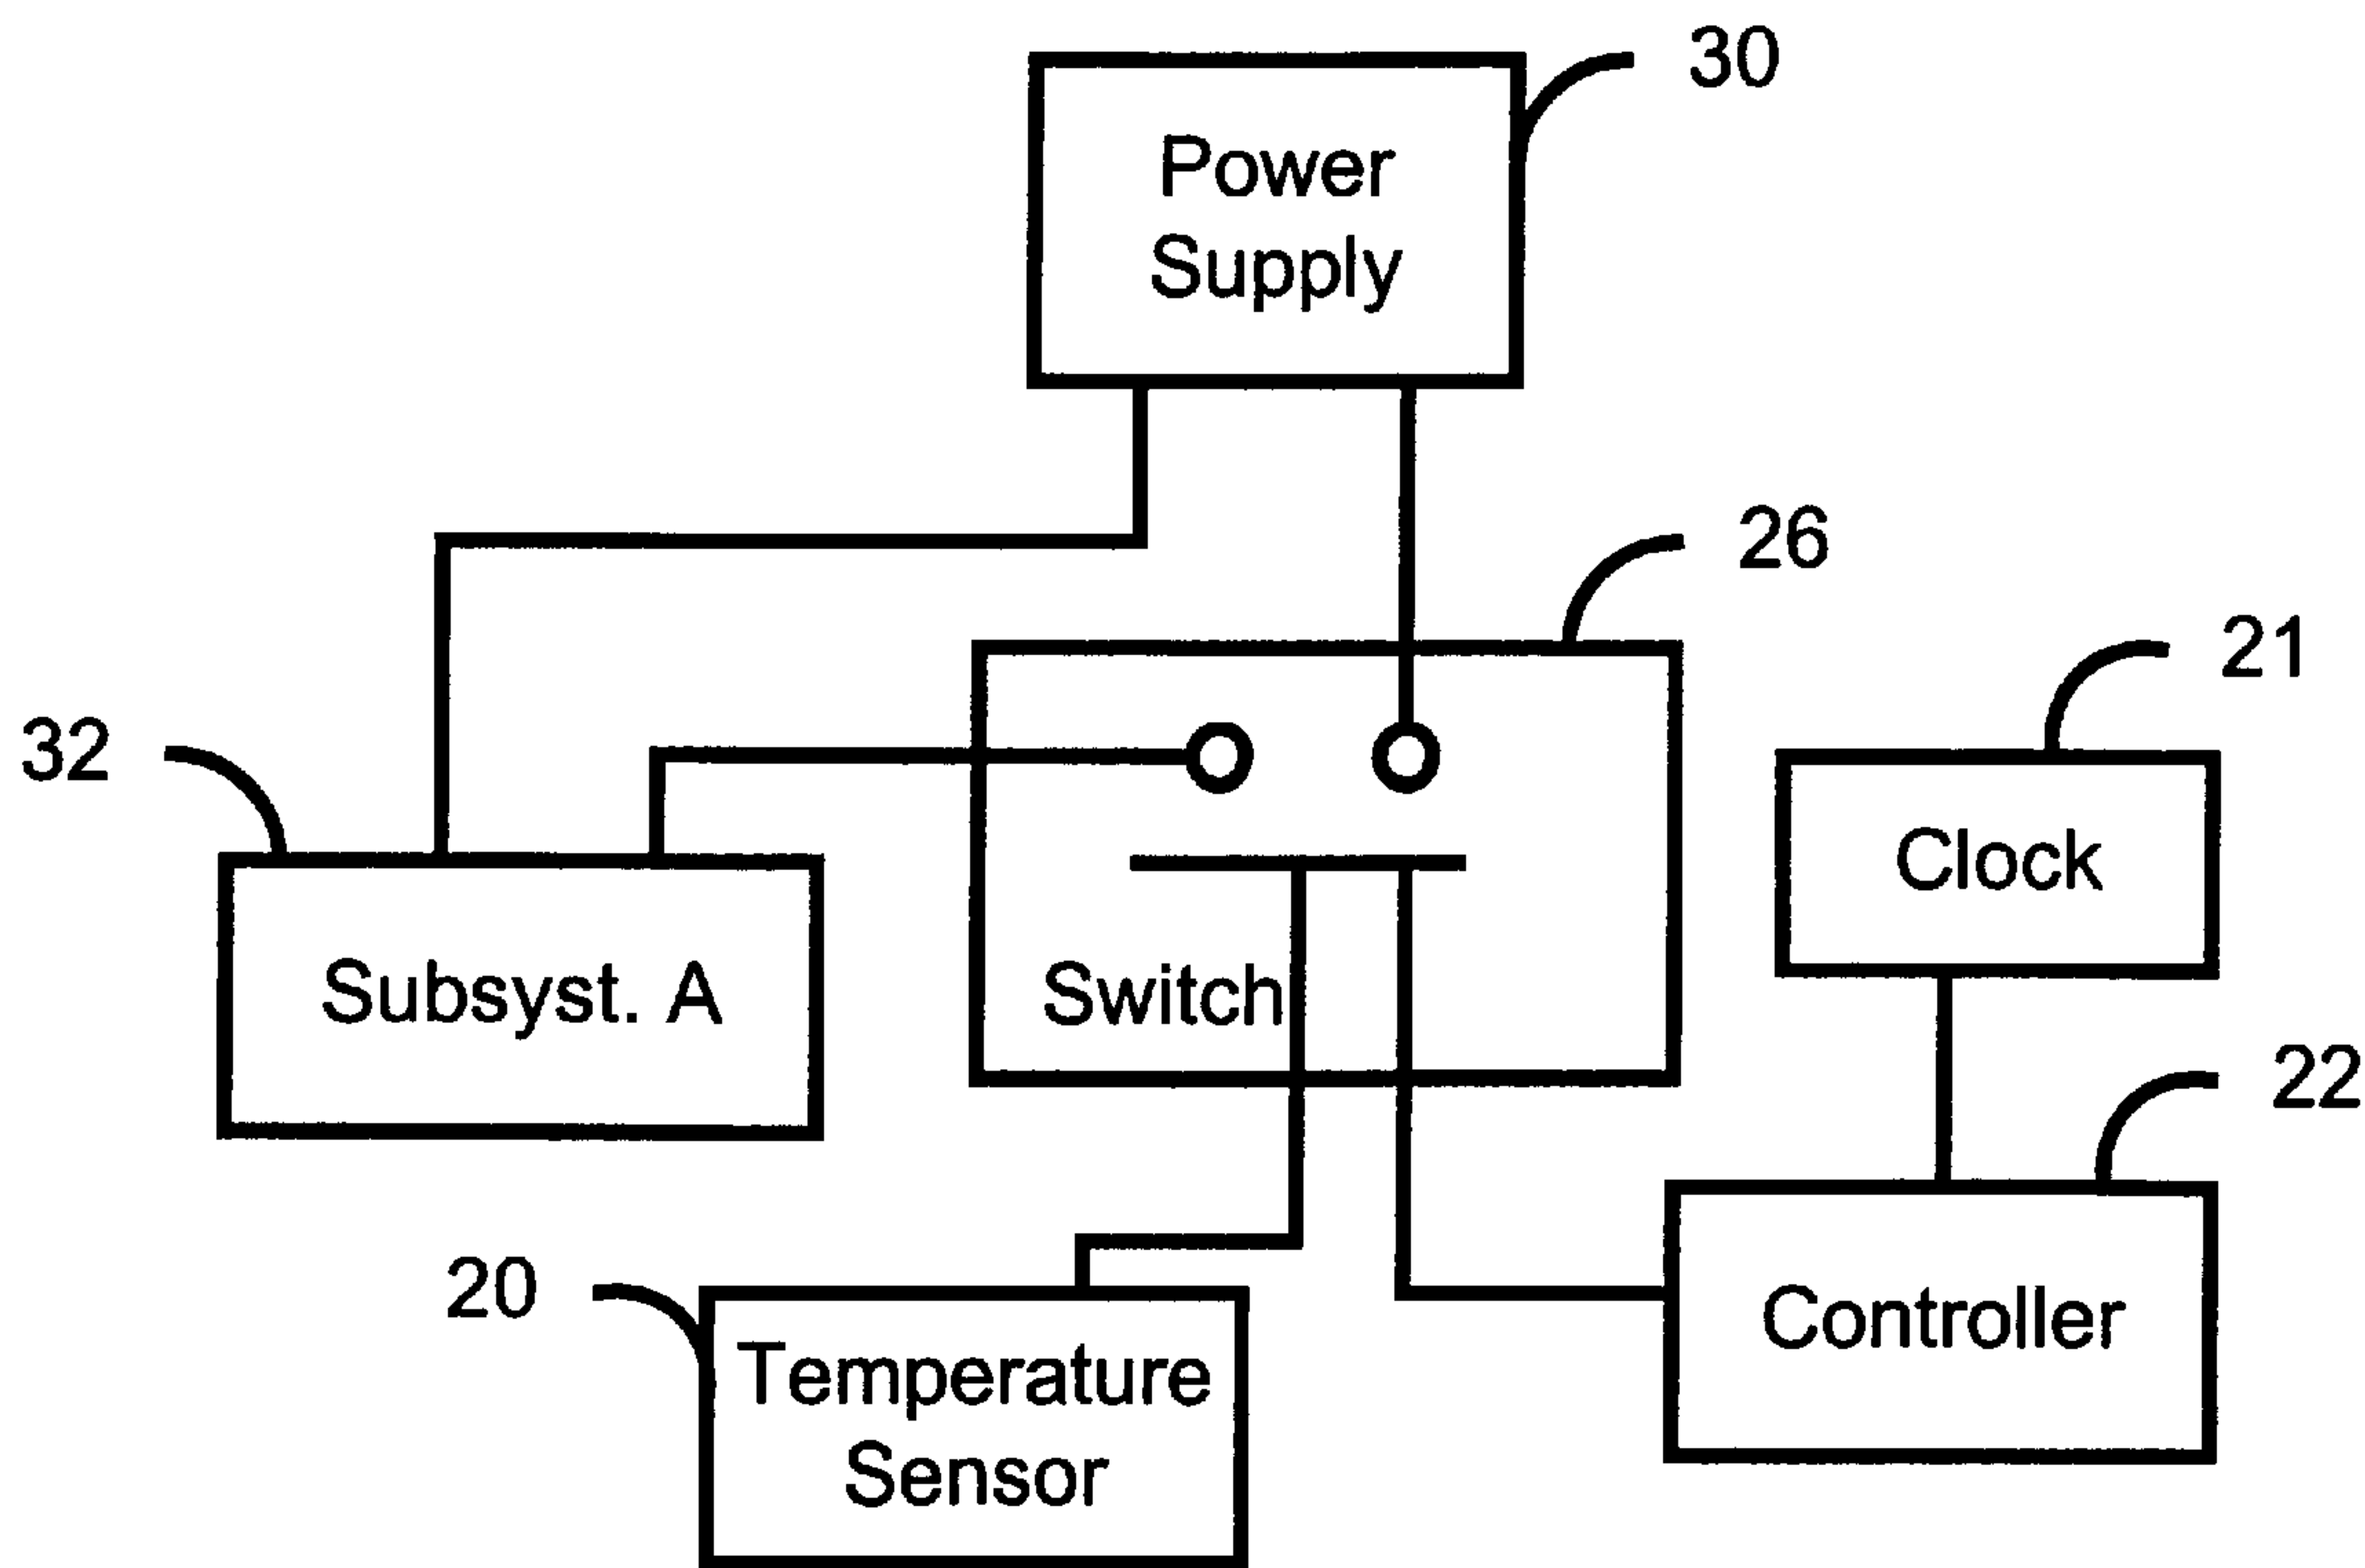 30
Power
Supply
26
21
32
Clock
Subsyst. A
Switch
22
20
Controller
Temperature
Sensor